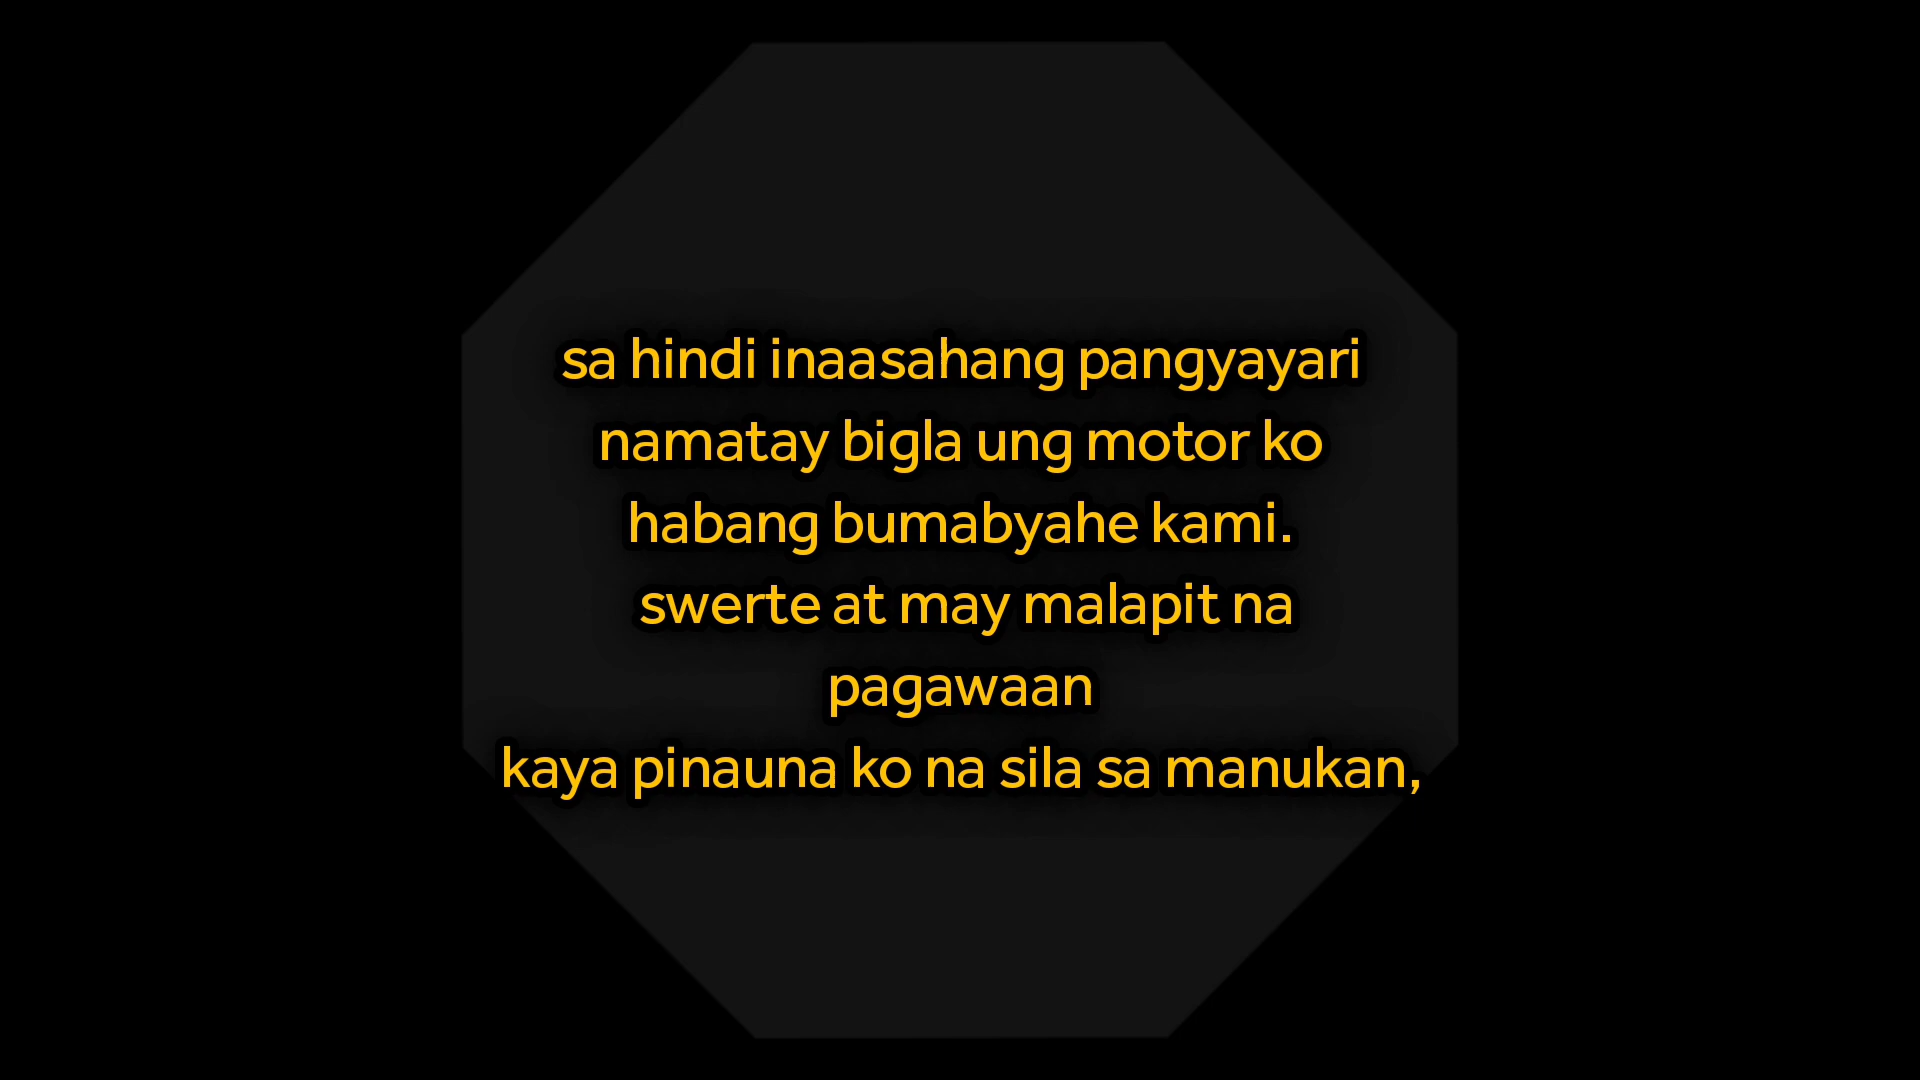 sa hindi inaasahang pangyayari
namatay bigla ung motor ko
habang bumabyahe kami.
swerte at may malapit na
pagawaan
kaya pinauna ko na sila sa manukan,